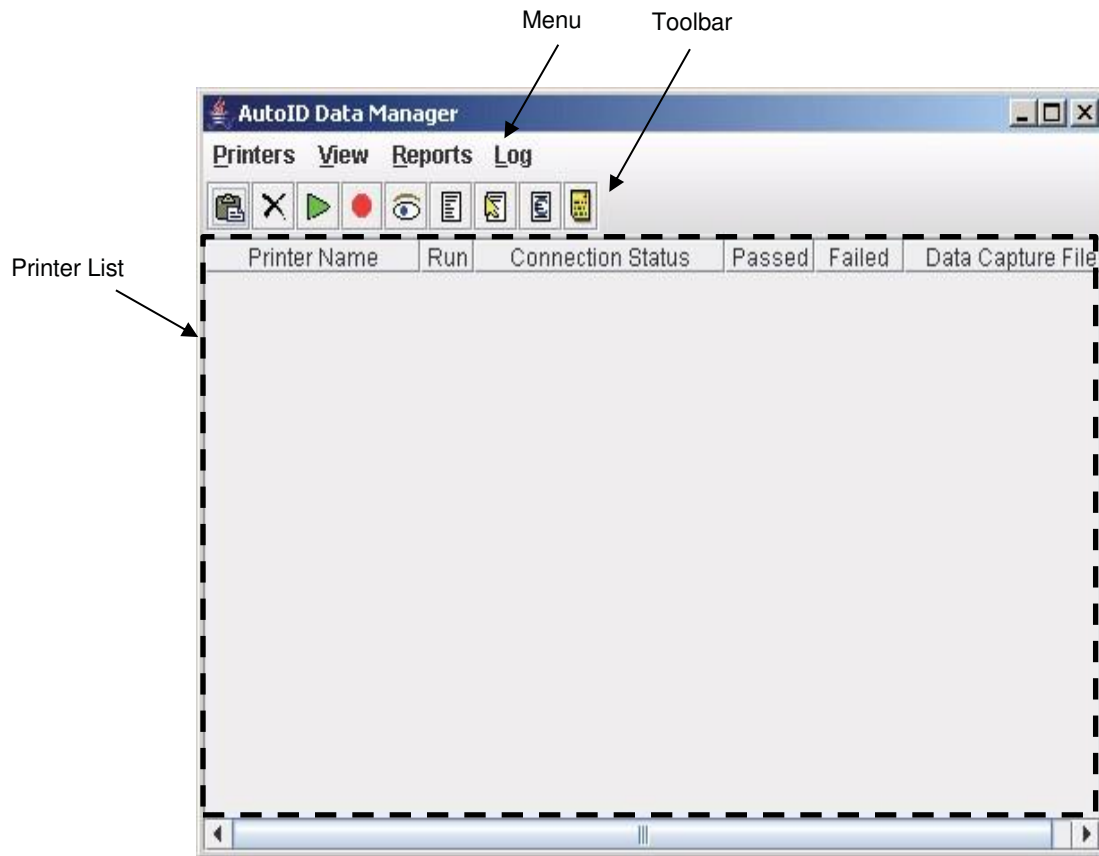 Menu Toolbar
AutoID Data Manager
Printers View Reports Log
Printer List
Printer Name Run Connection Status Passed Failed Data Capture File